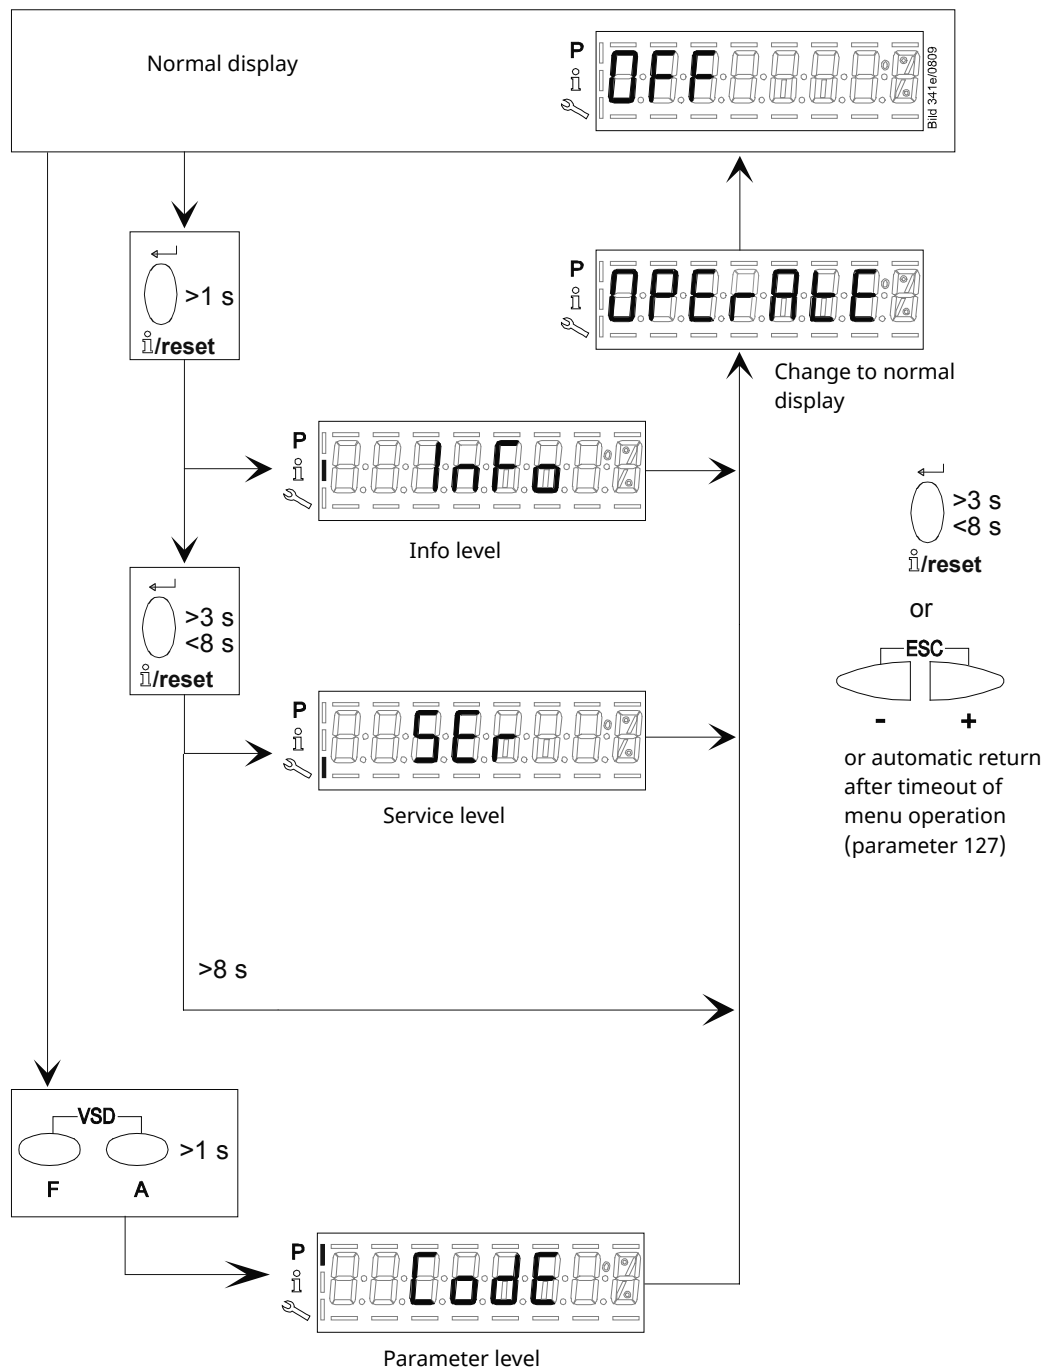 Normal display
P
i
OFF
Bild 341e/0809
>1 s
i/reset
P
i
OPErAtE
Change to normal
display
P
i
InFo
Info level
>3 s
<8 s
i/reset
>3 s
<8 s
i/reset
or
ESC
- +
or automatic return
after timeout of
menu operation
(parameter 127)
P
i
SEr
Service level
>8 s
VSD
>1 s
F A
P
i
CodE
Parameter level